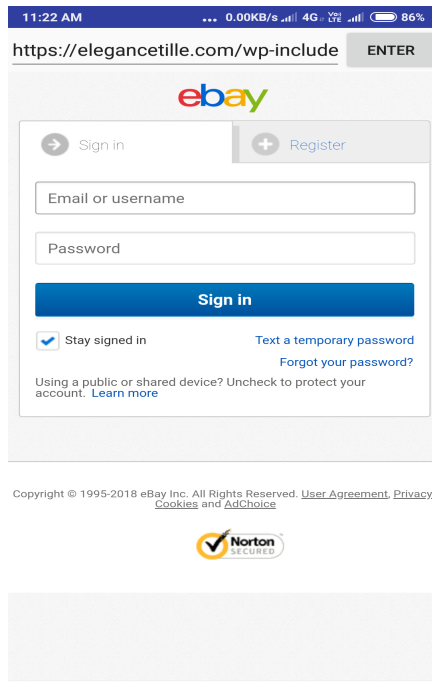 11:22 AM ... 0.00KB/s 4G VoI LTE 86%
https://elegancetille.com/wp-include ENTER
ebay
Sign in Register
Email or username
Password
Sign in
Stay signed in Text a temporary password
Forgot your password?
Using a public or shared device? Uncheck to protect your
account. Learn more
Copyright © 1995-2018 eBay Inc. All Rights Reserved. User Agreement, Privacy
Cookies and AdChoice
Norton
SECURED